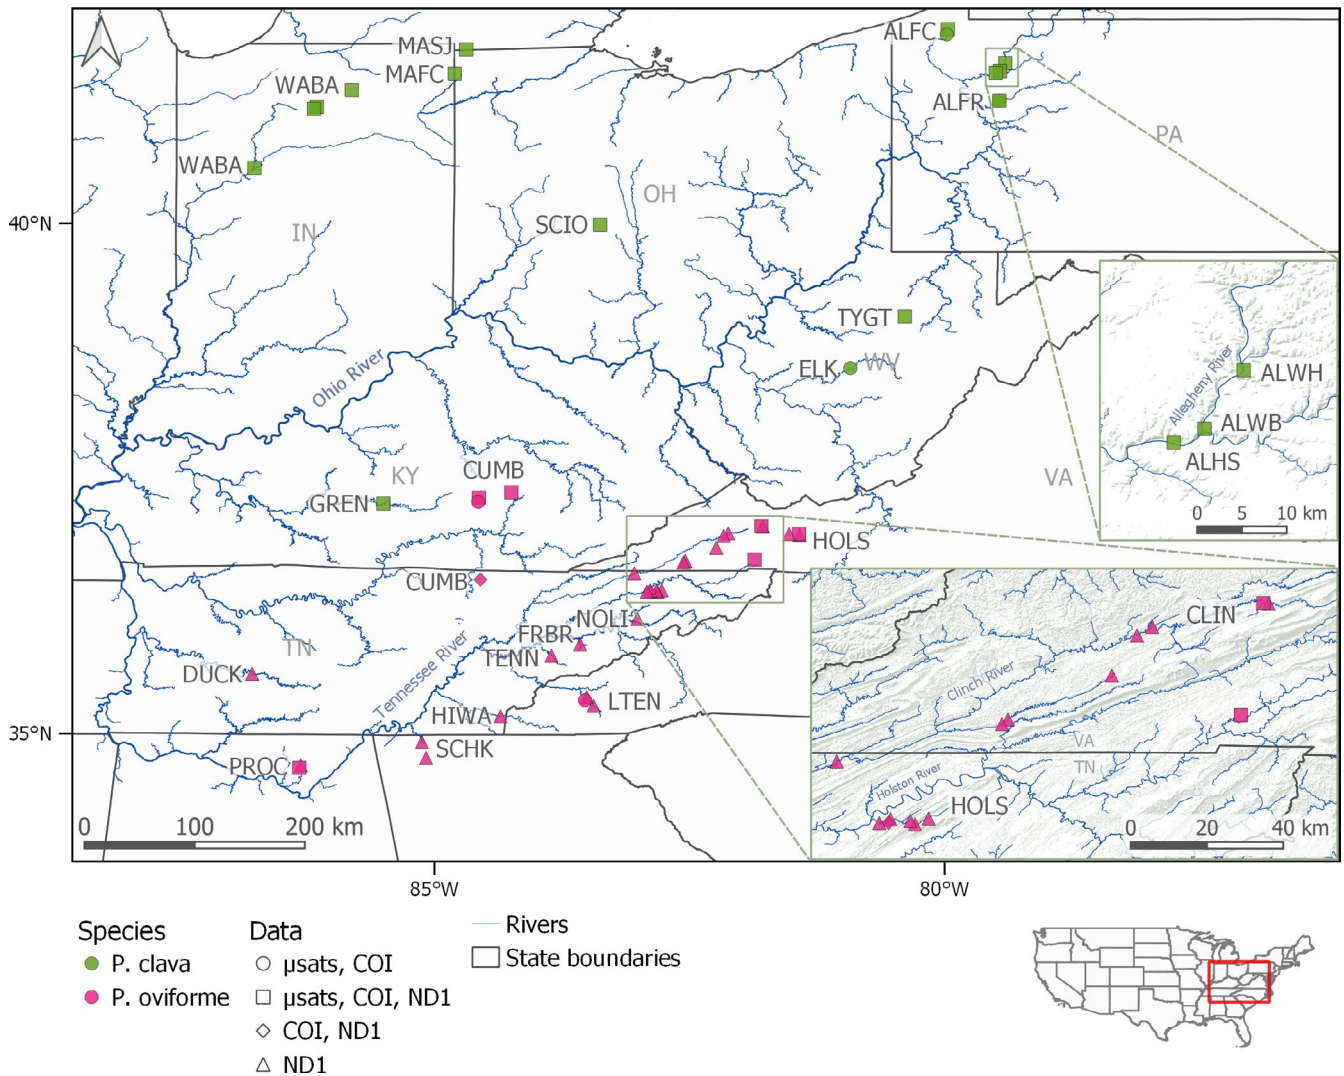 MASJ
MAFC
WABA
WABA
ALFC
ALFR
PA
OH
40°N
IN
SCIO
TYGT
ELK
WV
Ohio River
Allegheny River
ALWH
ALWB
ALHS
0 5 10 km
KY
CUMB
GREN
VA
HOLS
CUMB
NOLI
FRBR
TENN
TN
DUCK
Tennessee River
LTEN
HIWA
35°N
SCHK
PROC
0 100 200 km
CLIN
Clinch River
VA
TN
Holston River
HOLS
0 20 40 km
85°W
80°W
Species
P. clava
P. oviforme
Data
µsats, COI
µsats, COI, ND1
COI, ND1
ND1
Rivers
State boundaries